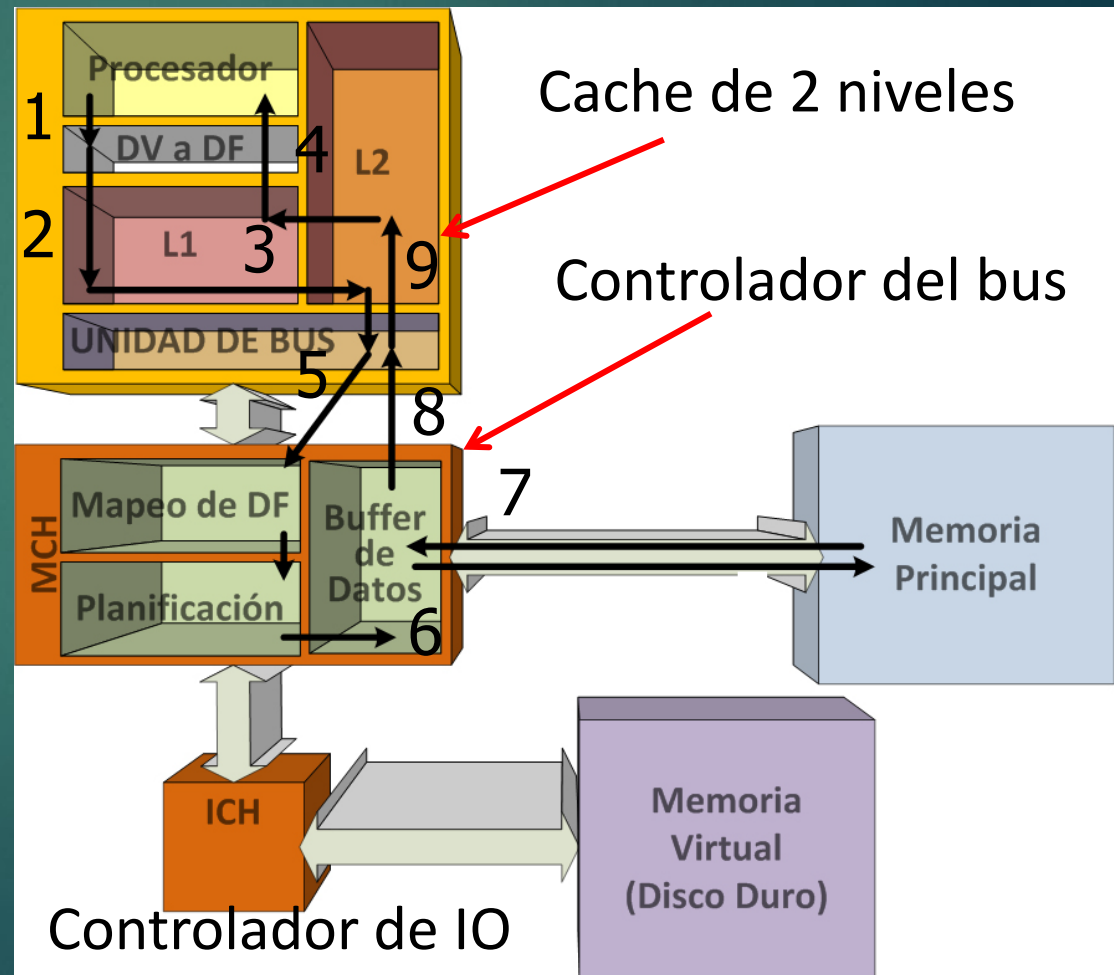 Procesador
1
DV a DF
4
L2
2
L1
3
9
UNIDAD DE BUS
5
8
Cache de 2 niveles
Controlador del bus
MCH
Mapeo de DF
Planificación
Buffer
de
Datos
6
7
Memoria
Principal
ICH
Memoria
Virtual
(Disco Duro)
Controlador de IO